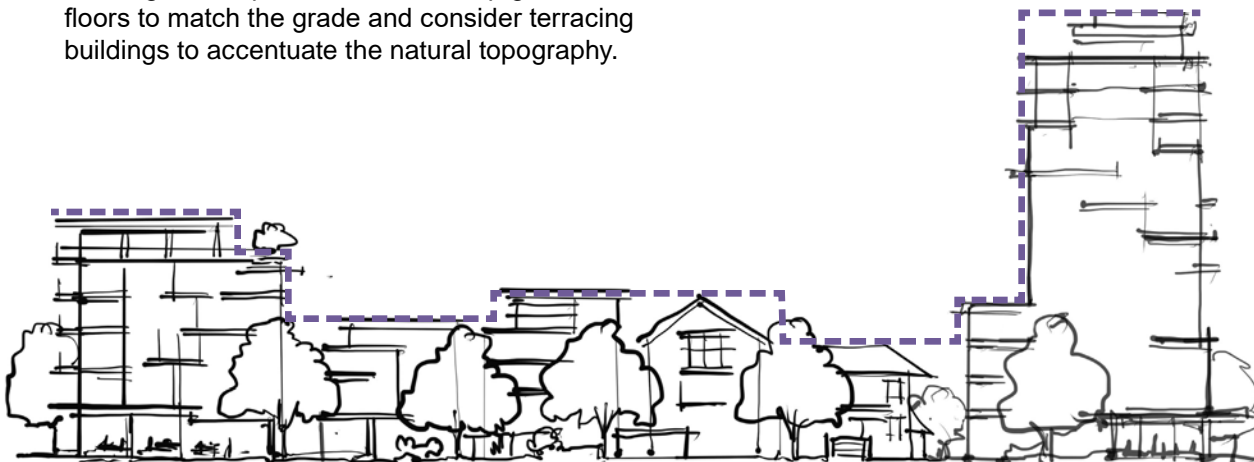 floors to match the grade and consider terracing
buildings to accentuate the natural topography.